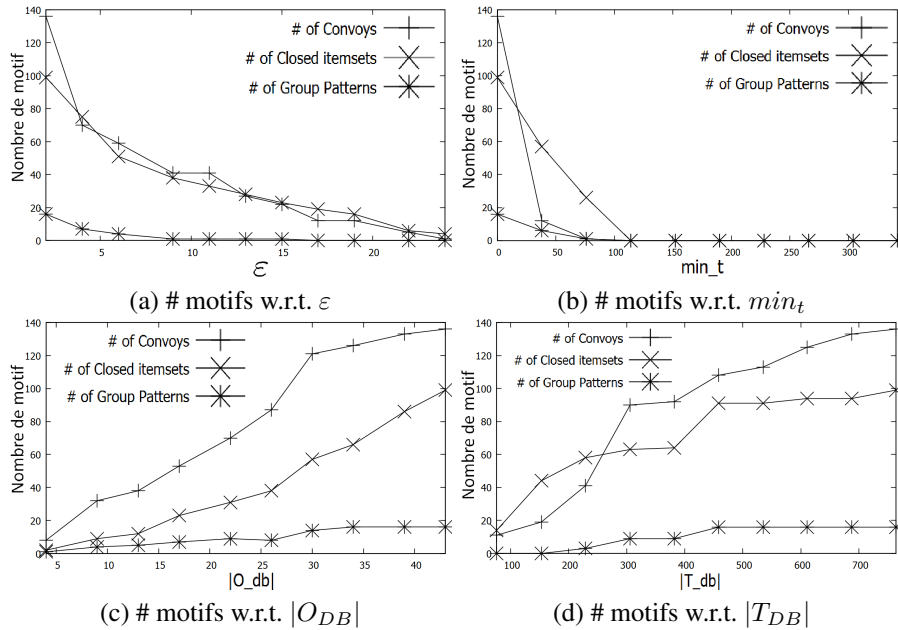 140
120
100
80
60
40
20
0
Nombre de motif
# of Convoys
# of Closed itemsets
# of Group Patterns
5 10 15 20
ε
(a) # motifs w.r.t. ε
140
120
100
80
60
40
20
0
Nombre de motif
# of Convoys
# of Closed itemsets
# of Group Patterns
0 50 100 150 200 250 300
min_t
(b) # motifs w.r.t. min_t
140
120
100
80
60
40
20
0
Nombre de motif
# of Convoys
# of Closed itemsets
# of Group Patterns
5 10 15 20 25 30 35 40
|O_db|
(c) # motifs w.r.t. |O_DB|
140
120
100
80
60
40
20
0
Nombre de motif
# of Convoys
# of Closed itemsets
# of Group Patterns
100 200 300 400 500 600 700
|T_db|
(d) # motifs w.r.t. |T_DB|